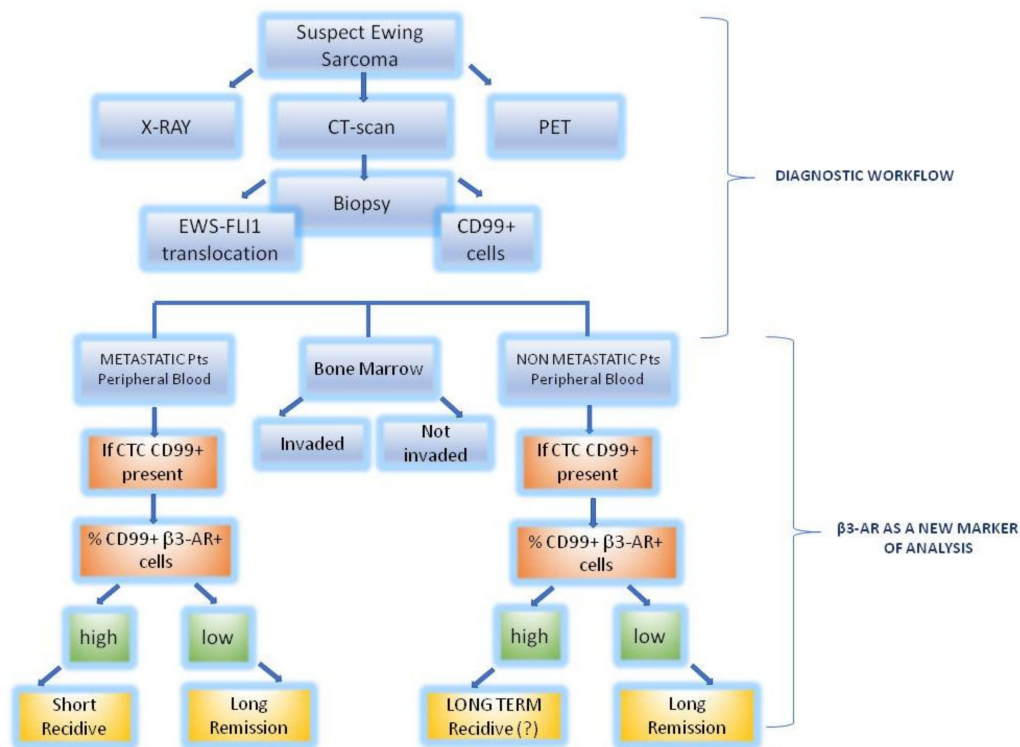 Suspect Ewing
Sarcoma
X-RAY
CT-scan
PET
DIAGNOSTIC WORKFLOW
Biopsy
EWS-FLI1
translocation
CD99+
cells
METASTATIC Pts
Peripheral Blood
Bone Marrow
NON METASTATIC Pts
Peripheral Blood
Invaded
Not
invaded
If CTC CD99+
present
If CTC CD99+
present
% CD99+ β3-AR+
cells
% CD99+ β3-AR+
cells
β3-AR AS A NEW MARKER
OF ANALYSIS
high
low
high
low
Short
Recidive
Long
Remission
LONG TERM
Recidive (?)
Long
Remission